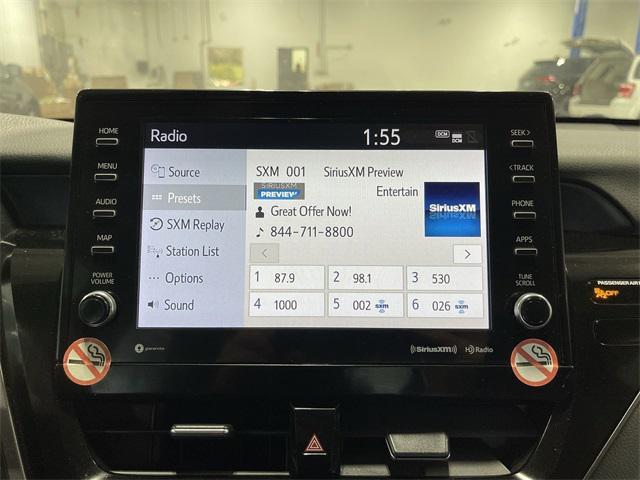 Radio
1:55
DCM
DCM
HOME
MENU
AUDIO
MAP
POWER
VOLUME
Source
Presets
SXM Replay
Station List
Options
Sound
SXM 001 SiriusXM Preview
SIRIUSXM
PREVIEW
Entertain
SiriusXM
Great Offer Now!
844-711-8800
1 87.9
2 98.1
3 530
4 1000
5 002 sxm
6 026 sxm
SEEK>
<TRACK
PHONE
APPS
TUNE
SCROLL
PASSENGER AIR
OFF
gracenote
((SiriusXM))
HD Radio